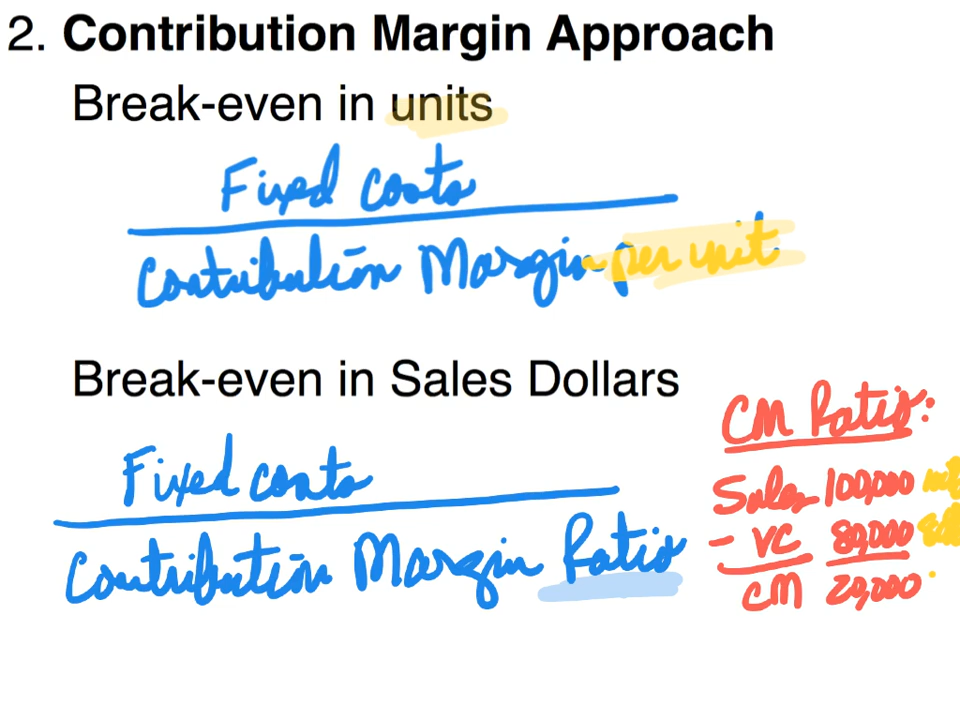 2. Contribution Margin Approach
Break-even in units
Fixed costs
Contribution Margin per unit
Break-even in Sales Dollars
Fixed costs
Contribution Margin Ratio
CM Ratio:
Sales 100,000
- VC 80,000
CM 20,000